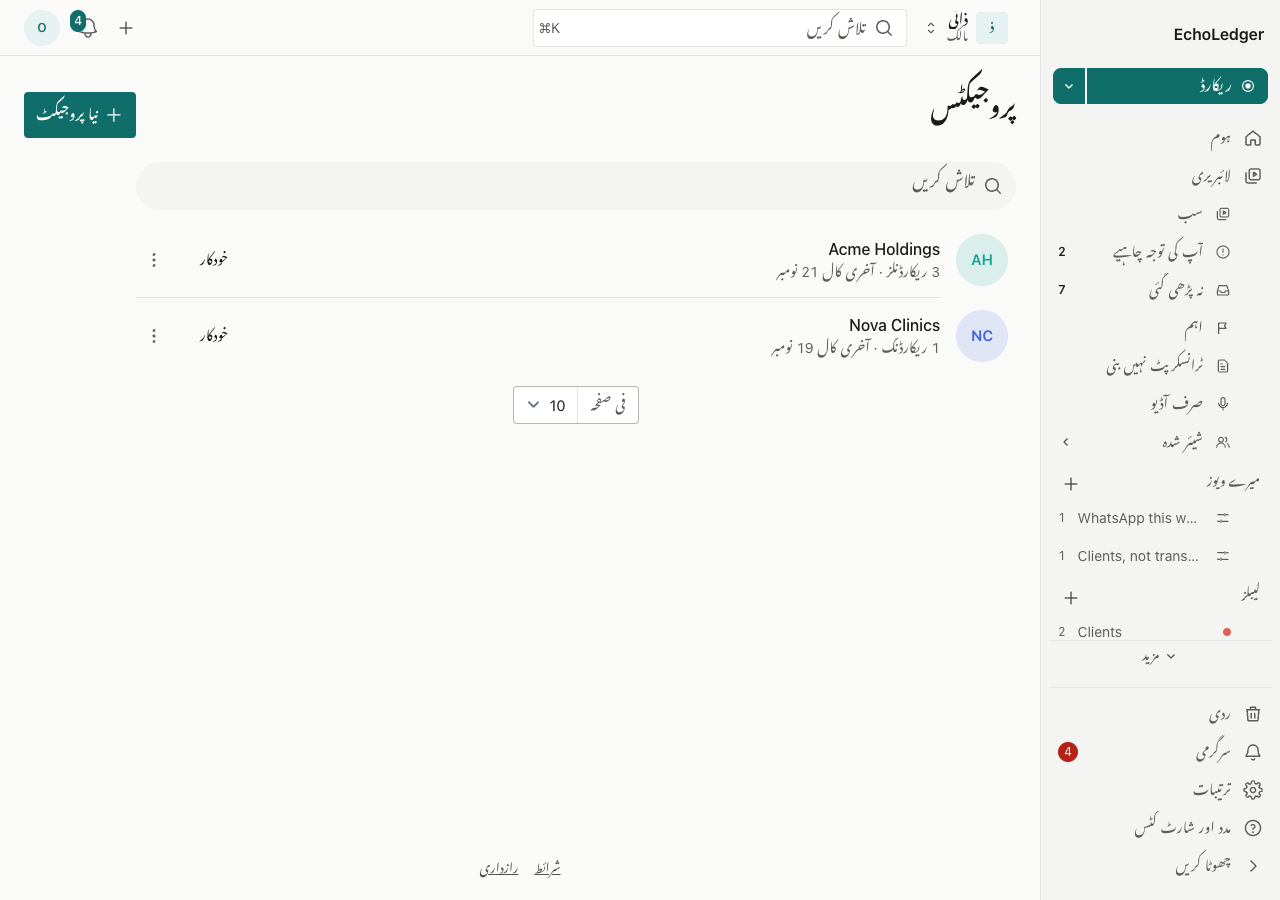 EchoLedger
ریکارڈ
ہوم
لائبریری
سب
آپ کی توجہ چاہیے 2
نہ پڑھی گئی 7
اہم
ٹرانسکرپٹ نہیں بنی
صرف آڈیو
شیئر شدہ
میرے ویوز
WhatsApp this w... 1
Clients, not trans... 1
لیبلز
Clients 2
مزید
ردی
سرگرمی 4
ترتیبات
مدد اور شارٹ کٹس
چھوٹا کریں
ذ ذاتی
مالک
تلاش کریں ⌘K
4
O
پروجیکٹس
نیا پروجیکٹ
تلاش کریں
AH Acme Holdings
3 ریکارڈنلز · آخری کال 21 نومبر
خودکار
NC Nova Clinics
1 ریکارڈنگ · آخری کال 19 نومبر
خودکار
فی صفحہ 10
شرائط رازداری